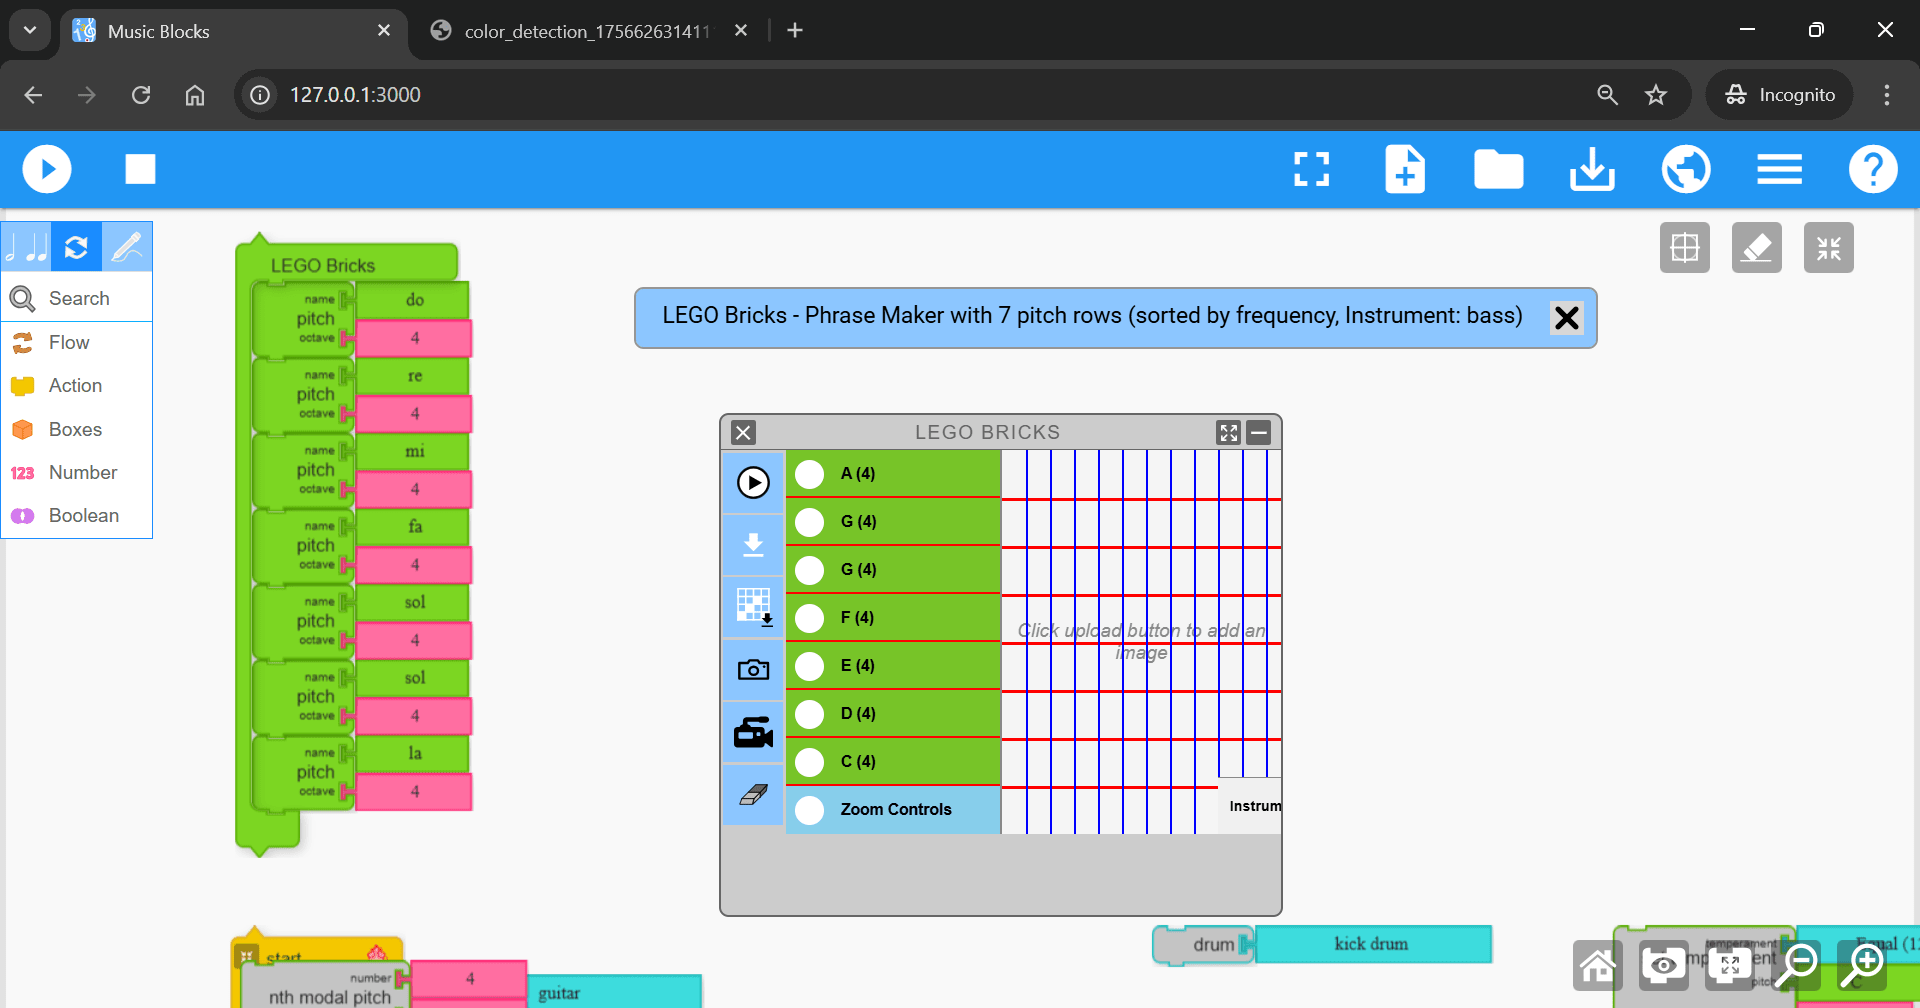 Music Blocks
color_detection_175662631411
127.0.0.1:3000
Incognito
Search
Flow
Action
Boxes
123 Number
Boolean
LEGO Bricks
name do
pitch
octave 4
name re
pitch
octave 4
name mi
pitch
octave 4
name fa
pitch
octave 4
name sol
pitch
octave 4
name sol
pitch
octave 4
name la
pitch
octave 4
LEGO Bricks - Phrase Maker with 7 pitch rows (sorted by frequency, Instrument: bass)
LEGO BRICKS
A (4)
G (4)
G (4)
F (4)
E (4)
D (4)
C (4)
Zoom Controls
Click upload button to add an
image
Instrum
start
number 4
nth modal pitch
guitar
drum kick drum
temperament
pitch